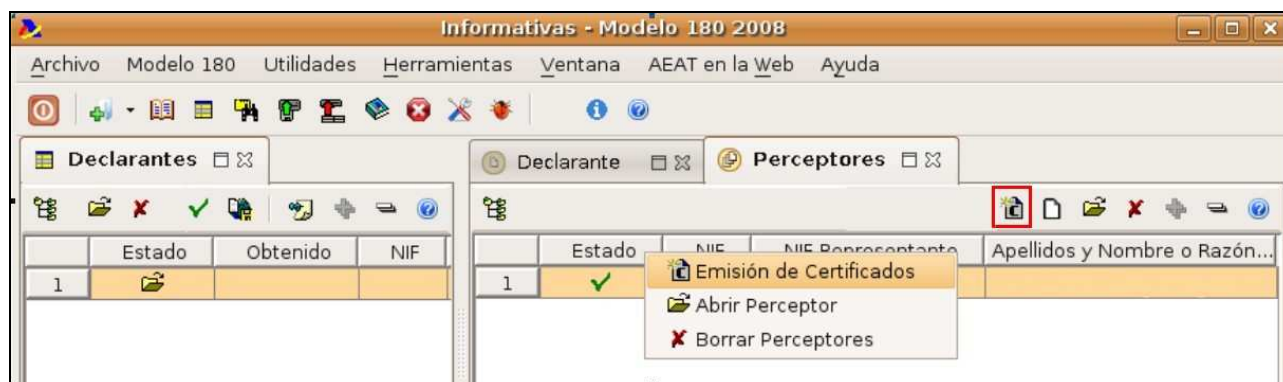 Informativas - Modelo 180 2008
Archivo Modelo 180 Utilidades Herramientas Ventana AEAT en la Web Ayuda
Declarantes
Declarante Perceptores
Estado Obtenido NIF
Estado NIF NIF Representante Apellidos y Nombre o Razón...
1
1
Emisión de Certificados
Abrir Perceptor
Borrar Perceptores